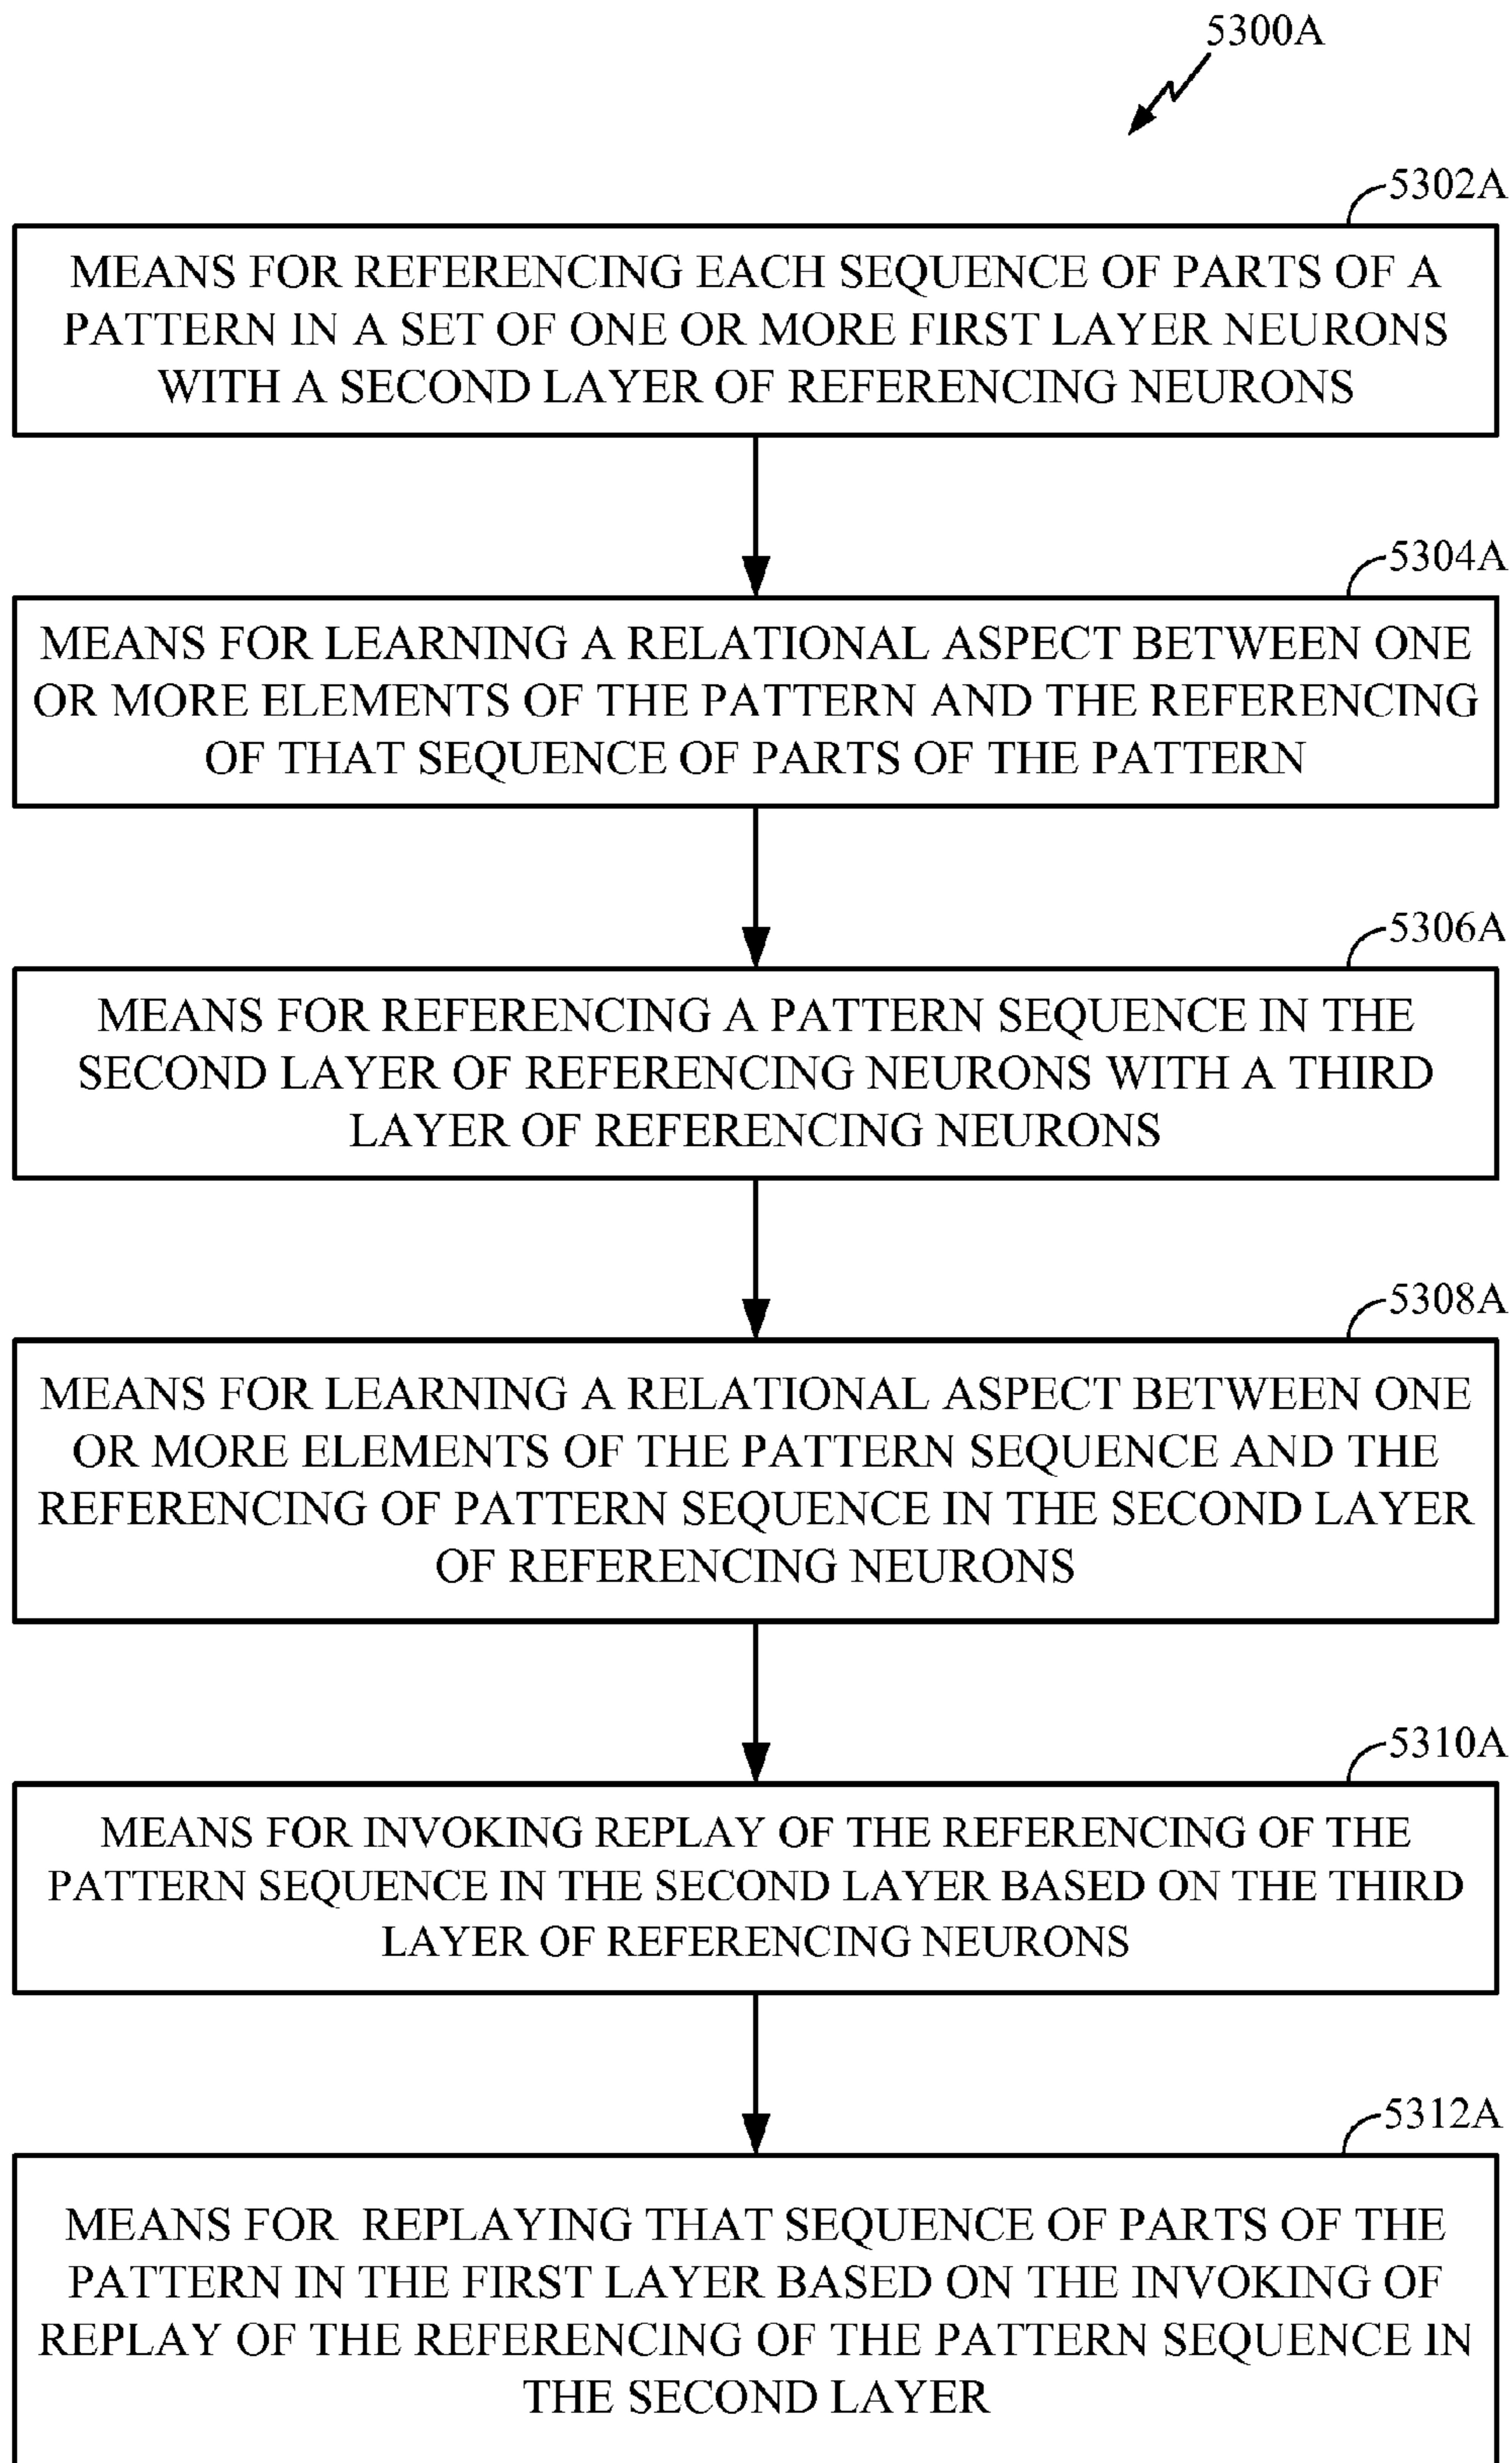 5300A
5302A
MEANS FOR REFERENCING EACH SEQUENCE OF PARTS OF A
PATTERN IN A SET OF ONE OR MORE FIRST LAYER NEURONS
WITH A SECOND LAYER OF REFERENCING NEURONS
5304A
MEANS FOR LEARNING A RELATIONAL ASPECT BETWEEN ONE
OR MORE ELEMENTS OF THE PATTERN AND THE REFERENCING
OF THAT SEQUENCE OF PARTS OF THE PATTERN
5306A
MEANS FOR REFERENCING A PATTERN SEQUENCE IN THE
SECOND LAYER OF REFERENCING NEURONS WITH A THIRD
LAYER OF REFERENCING NEURONS
5308A
MEANS FOR LEARNING A RELATIONAL ASPECT BETWEEN ONE
OR MORE ELEMENTS OF THE PATTERN SEQUENCE AND THE
REFERENCING OF PATTERN SEQUENCE IN THE SECOND LAYER
OF REFERENCING NEURONS
5310A
MEANS FOR INVOKING REPLAY OF THE REFERENCING OF THE
PATTERN SEQUENCE IN THE SECOND LAYER BASED ON THE THIRD
LAYER OF REFERENCING NEURONS
5312A
MEANS FOR REPLAYING THAT SEQUENCE OF PARTS OF THE
PATTERN IN THE FIRST LAYER BASED ON THE INVOKING OF
REPLAY OF THE REFERENCING OF THE PATTERN SEQUENCE IN
THE SECOND LAYER